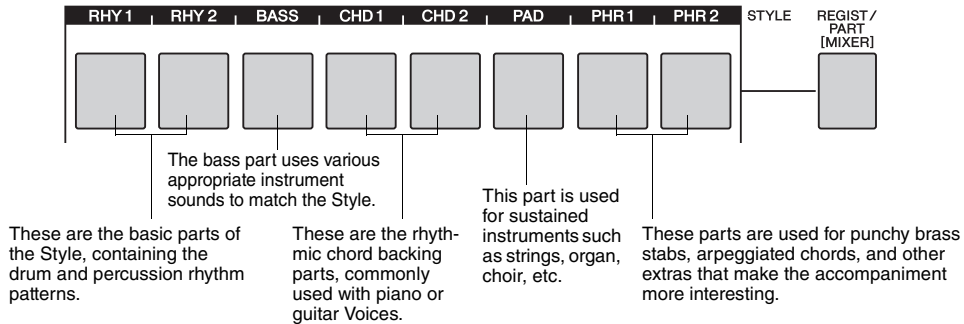 RHY 1 RHY 2 BASS CHD 1 CHD 2 PAD PHR 1 PHR 2 STYLE REGIST/
PART
[MIXER]
The bass part uses various
appropriate instrument
sounds to match the Style.
These are the basic parts of
the Style, containing the
drum and percussion rhythm
patterns.
These are the rhyth-
mic chord backing
parts, commonly
used with piano or
guitar Voices.
This part is used
for sustained
instruments such
as strings, organ,
choir, etc.
These parts are used for punchy brass
stabs, arpeggiated chords, and other
extras that make the accompaniment
more interesting.